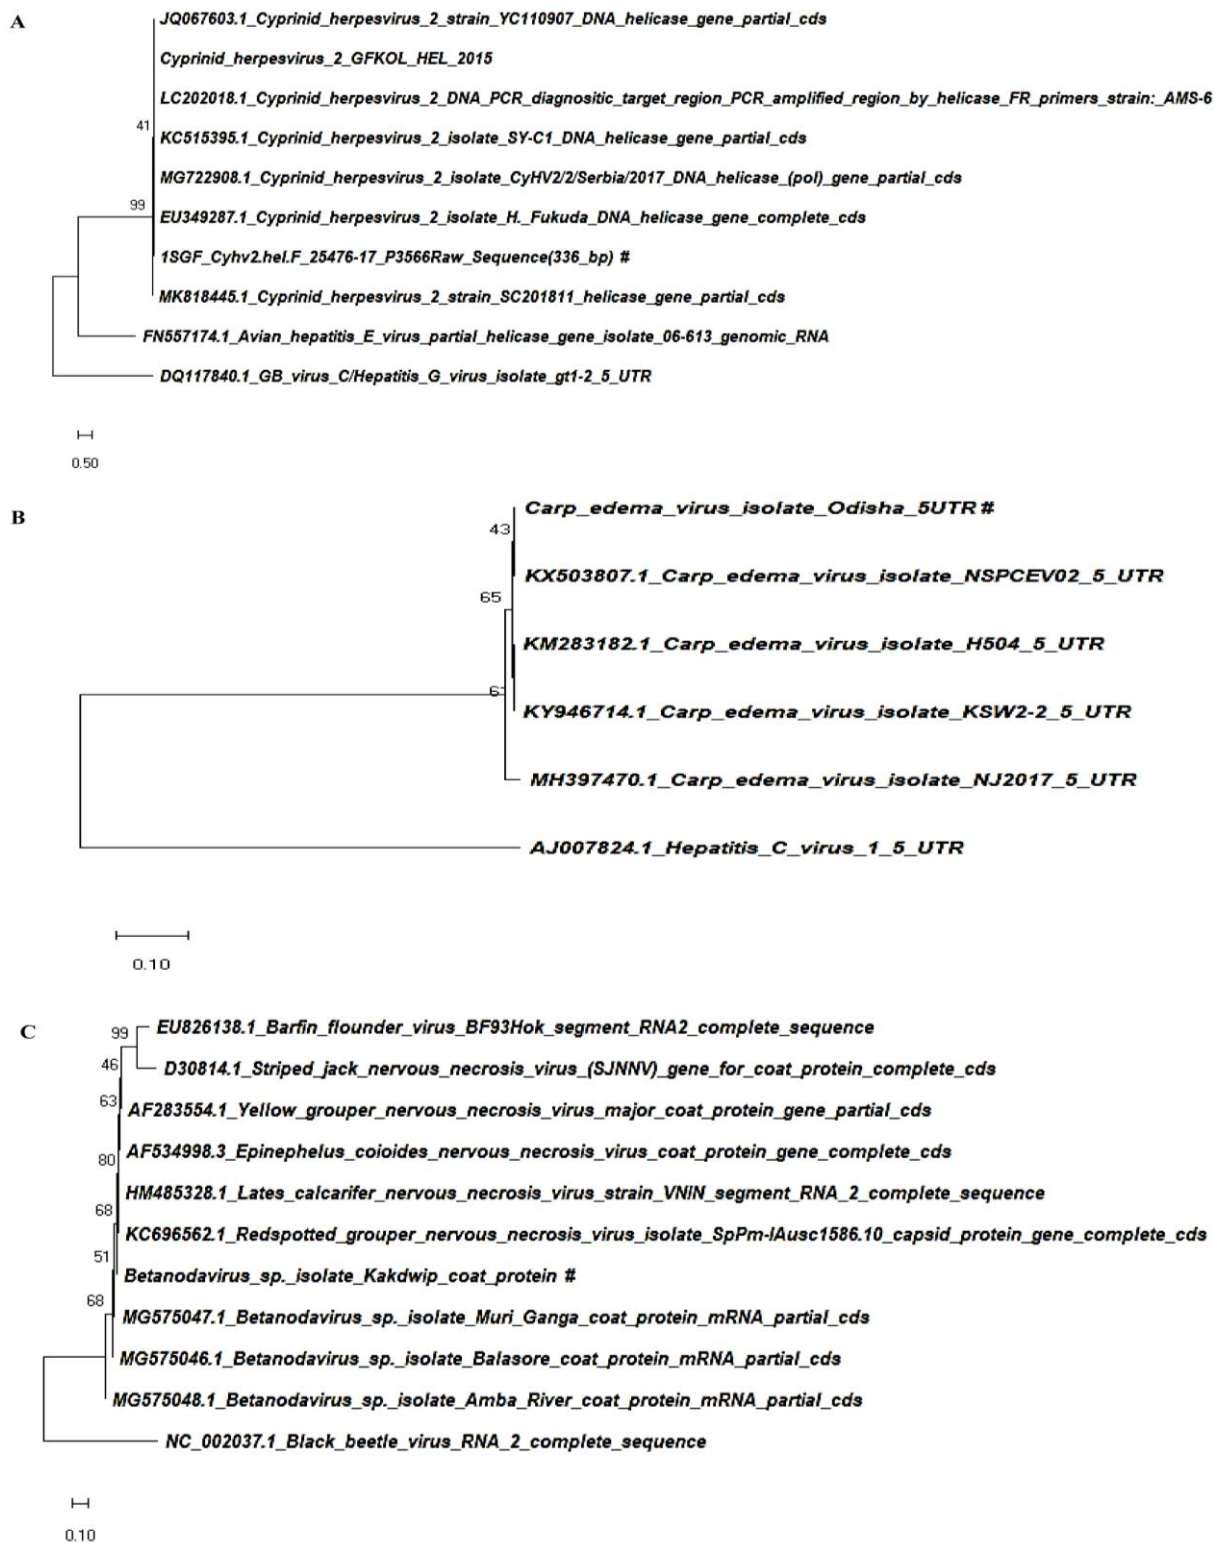 A
JQ067603.1_Cyprinid_herpesvirus_2_strain_YC110907_DNA_helicase_gene_partial_cds
Cyprinid_herpesvirus_2_GFKOL_HEL_2015
LC202018.1_Cyprinid_herpesvirus_2_DNA_PCR_diagnositic_target_region_PCR_amplified_region_by_helicase_FR_primers_strain:_AMS-6
41
KC515395.1_Cyprinid_herpesvirus_2_isolate_SY-C1_DNA_helicase_gene_partial_cds
MG722908.1_Cyprinid_herpesvirus_2_isolate_CyHV2/2/Serbia/2017_DNA_helicase_(pol)_gene_partial_cds
99
EU349287.1_Cyprinid_herpesvirus_2_isolate_H._Fukuda_DNA_helicase_gene_complete_cds
1SGF_Cyhv2.hel.F_25476-17_P3566Raw_Sequence(336_bp) #
MK818445.1_Cyprinid_herpesvirus_2_strain_SC201811_helicase_gene_partial_cds
FN557174.1_Avian_hepatitis_E_virus_partial_helicase_gene_isolate_06-613_genomic_RNA
DQ117840.1_GB_virus_C/Hepatitis_G_virus_isolate_gt1-2_5_UTR
0.50
B
Carp_edema_virus_isolate_Odisha_5UTR #
43
KX503807.1_Carp_edema_virus_isolate_NSPCEV02_5_UTR
65
KM283182.1_Carp_edema_virus_isolate_H504_5_UTR
KY946714.1_Carp_edema_virus_isolate_KSW2-2_5_UTR
MH397470.1_Carp_edema_virus_isolate_NJ2017_5_UTR
AJ007824.1_Hepatitis_C_virus_1_5_UTR
0.10
C
99
EU826138.1_Barfin_flounder_virus_BF93Hok_segment_RNA2_complete_sequence
46
D30814.1_Striped_jack_nervous_necrosis_virus_(SJNNV)_gene_for_coat_protein_complete_cds
63
AF283554.1_Yellow_grouper_nervous_necrosis_virus_major_coat_protein_gene_partial_cds
80
AF534998.3_Epinephelus_coioides_nervous_necrosis_virus_coat_protein_gene_complete_cds
HM485328.1_Lates_calcarifer_nervous_necrosis_virus_strain_VNIN_segment_RNA_2_complete_sequence
68
KC696562.1_Redspotted_grouper_nervous_necrosis_virus_isolate_SpPm-IAusc1586.10_capsid_protein_gene_complete_cds
51
Betanodavirus_sp._isolate_Kakdwip_coat_protein #
68
MG575047.1_Betanodavirus_sp._isolate_Muri_Ganga_coat_protein_mRNA_partial_cds
MG575046.1_Betanodavirus_sp._isolate_Balasore_coat_protein_mRNA_partial_cds
MG575048.1_Betanodavirus_sp._isolate_Amba_River_coat_protein_mRNA_partial_cds
NC_002037.1_Black_beetle_virus_RNA_2_complete_sequence
0.10